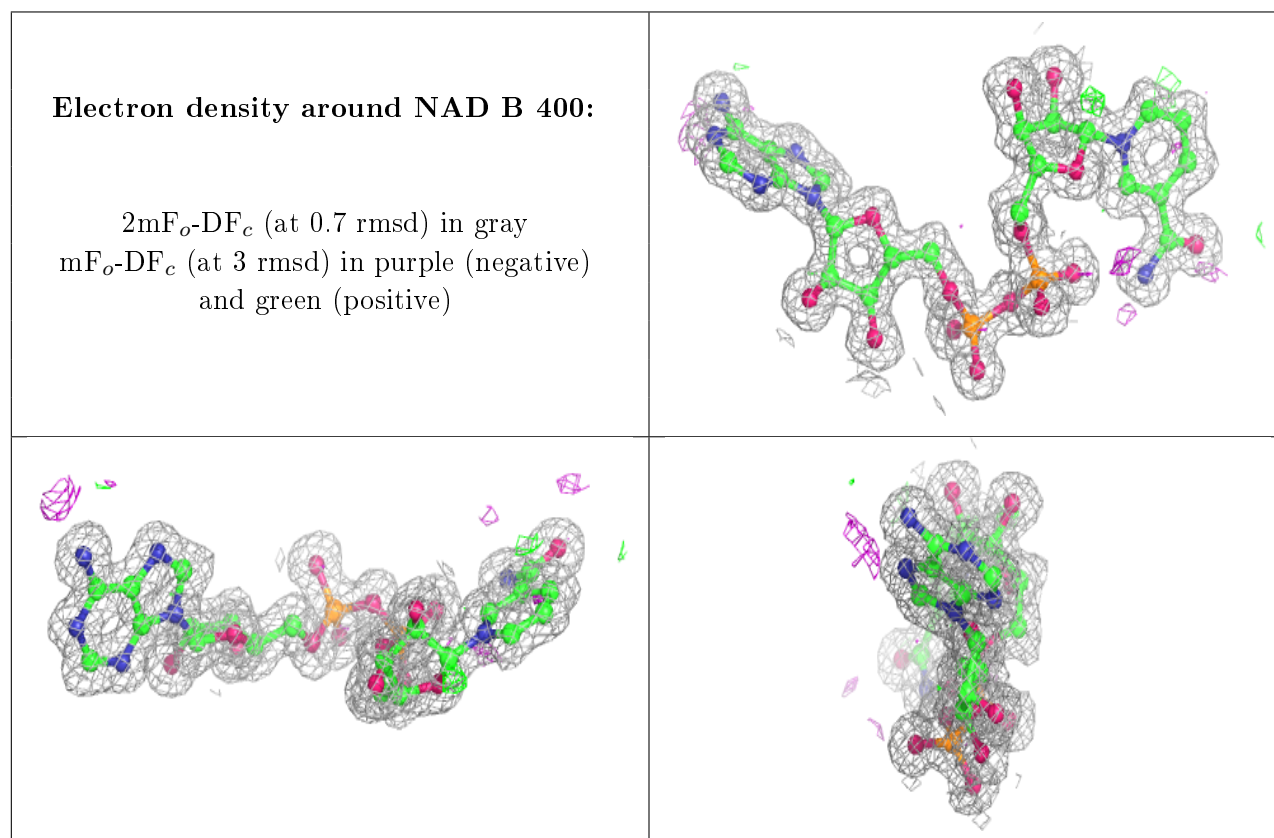 Electron density around NAD B 400:
2mFo-DFc (at 0.7 rmsd) in gray
mFo-DFc (at 3 rmsd) in purple (negative)
and green (positive)